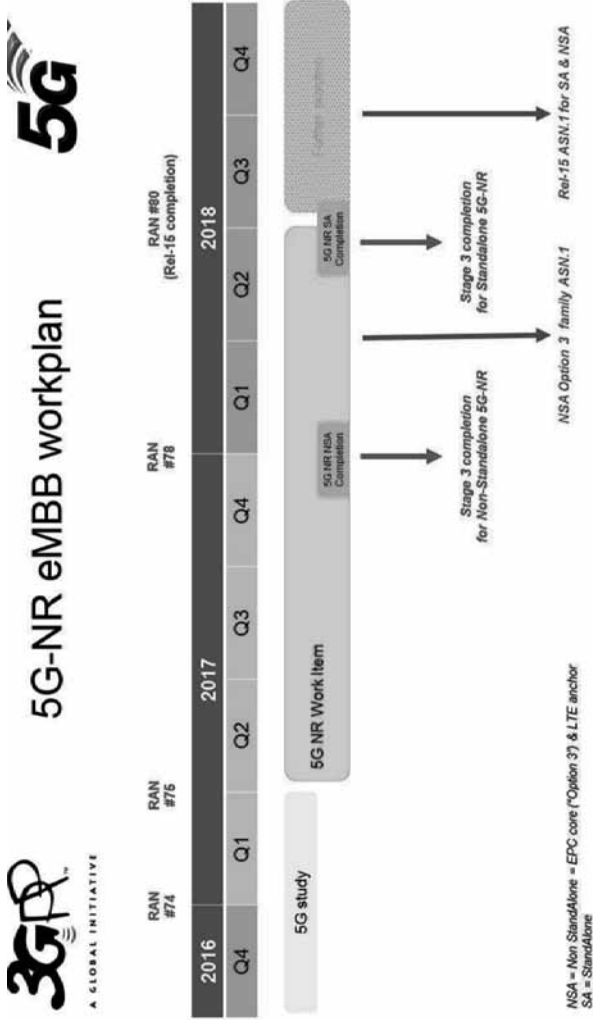 3GPP™
A GLOBAL INITIATIVE
5G-NR eMBB workplan
5G
RAN
#74
RAN
#76
RAN
#78
RAN #80
(Rel-15 completion)
2016
2017
2018
Q4
Q1
Q2
Q3
Q4
Q1
Q2
Q3
Q4
5G study
5G NR Work Item
5G NR NSA
Completion
5G NR SA
Completion
Stage 3 completion
for Non-Standalone 5G-NR
Stage 3 completion
for Standalone 5G-NR
NSA Option 3 family ASN.1
Rel-15 ASN.1 for SA & NSA
NSA = Non StandAlone = EPC core ("Option 3") & LTE anchor
SA = StandAlone